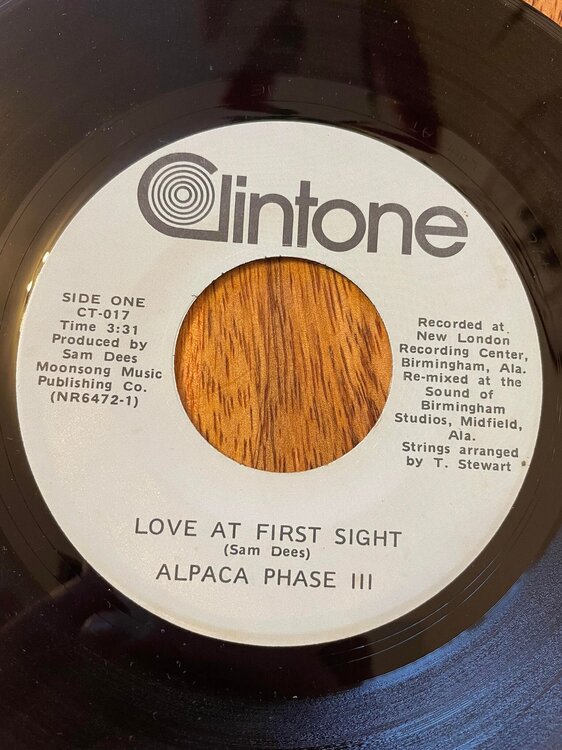 Clintone
SIDE ONE
CT-017
Time 3:31
Produced by
Sam Dees
Moonsong Music
Publishing Co.
(NR6472-1)
Recorded at
New London
Recording Center,
Birmingham, Ala.
Re-mixed at the
Sound of
Birmingham
Studios, Midfield,
Ala.
Strings arranged
by T. Stewart
LOVE AT FIRST SIGHT
(Sam Dees)
ALPACA PHASE III